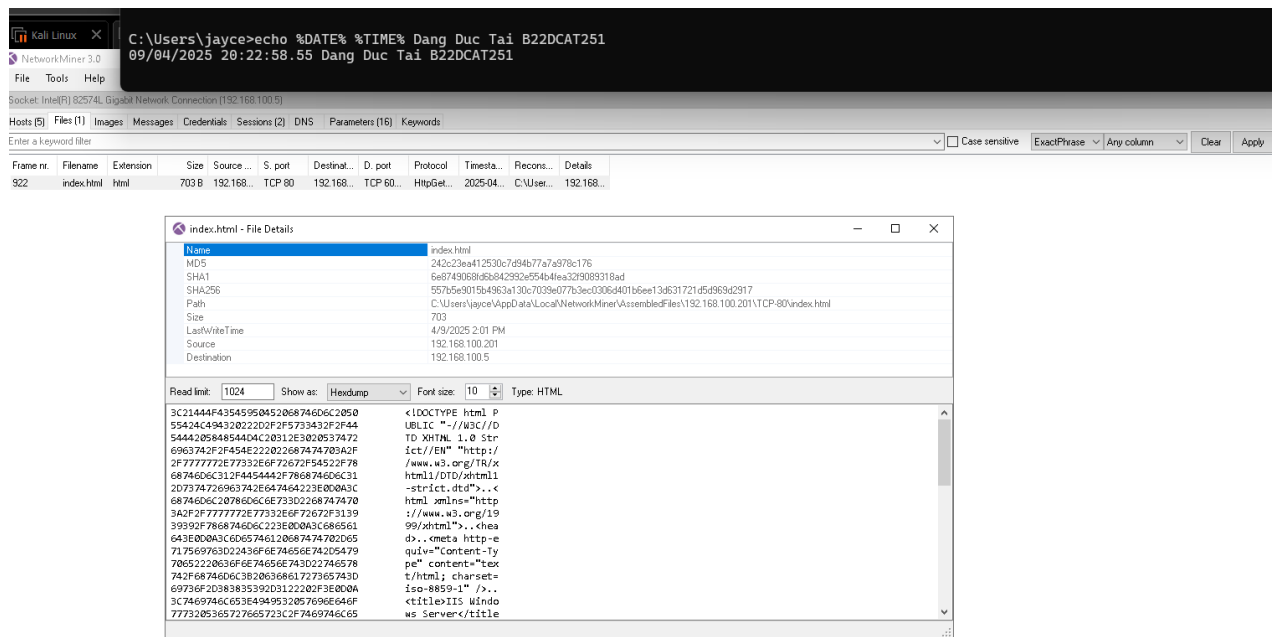 Kali Linux
C:\Users\jayce>echo %DATE% %TIME% Dang Duc Tai B22DCAT251
09/04/2025 20:22:58.55 Dang Duc Tai B22DCAT251
NetworkMiner 3.0
File Tools Help
Socket: Intel(R) 82574L Gigabit Network Connection (192.168.100.5)
Hosts (5) Files (1) Images Messages Credentials Sessions (2) DNS Parameters (16) Keywords
Enter a keyword filter Case sensitive ExactPhrase Any column Clear Apply
Frame nr. Filename Extension Size Source ... S. port Destinat... D. port Protocol Timesta... Recons... Details
922 index.html html 703 B 192.168... TCP 80 192.168... TCP 60... HttpGet... 2025-04... C:\User... 192.168...
index.html - File Details
Name index.html
MD5 242c23ea412530c7d94b77a7a978c176
SHA1 6e8749068fd6b842992e554b4fea32f9089318ad
SHA256 557b5e9015b4963a130c7039e077b3ec0306d401b6ee13d631721d5d969d2917
Path C:\Users\jayce\AppData\Local\NetworkMiner\AssembledFiles\192.168.100.201\TCP-80\index.html
Size 703
LastWriteTime 4/9/2025 2:01 PM
Source 192.168.100.201
Destination 192.168.100.5
Read limit: 1024 Show as: Hexdump Font size: 10 Type: HTML
3C21444F43545950452068746D6C2050 <!DOCTYPE html P
55424C494320222D2F2F5733432F2F44 UBLIC "-//W3C//D
5444205848544D4C20312E3020537472 TD XHTML 1.0 Str
6963742F2F454E222022687474703A2F ict//EN" "http:/
2F7777772E77332E6F72672F54522F78 /www.w3.org/TR/x
68746D6C312F4454442F7868746D6C31 html1/DTD/xhtml1
2D7374726963742E647464223E0D0A3C -strict.dtd">..<
68746D6C20786D6C6E733D2268747470 html xmlns="http
3A2F2F7777772E77332E6F72672F3139 ://www.w3.org/19
39392F7868746D6C223E0D0A3C686561 99/xhtml">..<hea
643E0D0A3C6D65746120687474702D65 d>..<meta http-e
717569763D22436F6E74656E742D5479 quiv="Content-Ty
70652220636F6E74656E743D22746578 pe" content="tex
742F68746D6C3B20636861727365743D t/html; charset=
69736F2D383835392D3122202F3E0D0A iso-8859-1" />..
3C7469746C653E4949532057696E646F <title>IIS Windo
7773205365727665723C2F7469746C65 ws Server</title